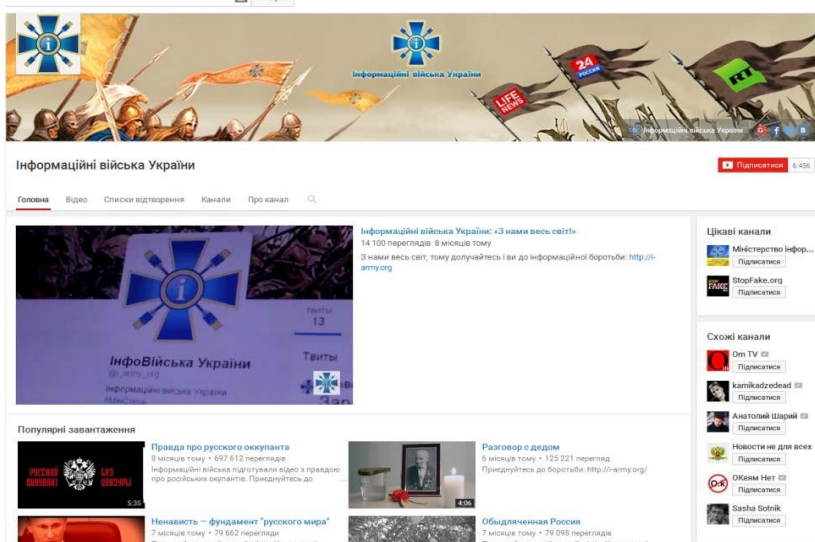 Інформаційні війська України
LIFE
NEWS
24
РОССИЯ
RT
Інформаційні війська України
Інформаційні війська України
Підписатися 6 456
Головна Відео Списки відтворення Канали Про канал
твиты
13
Твиты
ІнфоВійська України
@i_army_org
Інформаційні війська України
Інформаційні війська України: «З нами весь світ!»
14 100 переглядів 8 місяців тому
З нами весь світ, тому долучайтесь і ви до інформаційної боротьби: http://i-
army.org
Цікаві канали
Міністерство інфор...
Підписатися
STOP
FAKE
StopFake.org
Підписатися
Схожі канали
Om TV
Підписатися
kamikadzedead
Підписатися
Анатолий Шарий
Підписатися
Новости не для всех
Підписатися
ОКеям Нет
Підписатися
Sasha Sotnik
Підписатися
Популярні завантаження
РУССКИЙ
БЕЗ
5:35
Правда про русского оккупанта
8 місяців тому • 697 612 переглядів
Інформаційні війська підготували відео з правдою
про російських окупантів. Приєднуйтесь до ...
4:06
Разговор с дедом
6 місяців тому • 125 221 перегляд
Приєднуйтесь до боротьби: http://i-army.org/
Ненависть — фундамент "русского мира"
7 місяців тому • 79 662 перегляди
Обыдляченная Россия
7 місяців тому • 79 095 переглядів